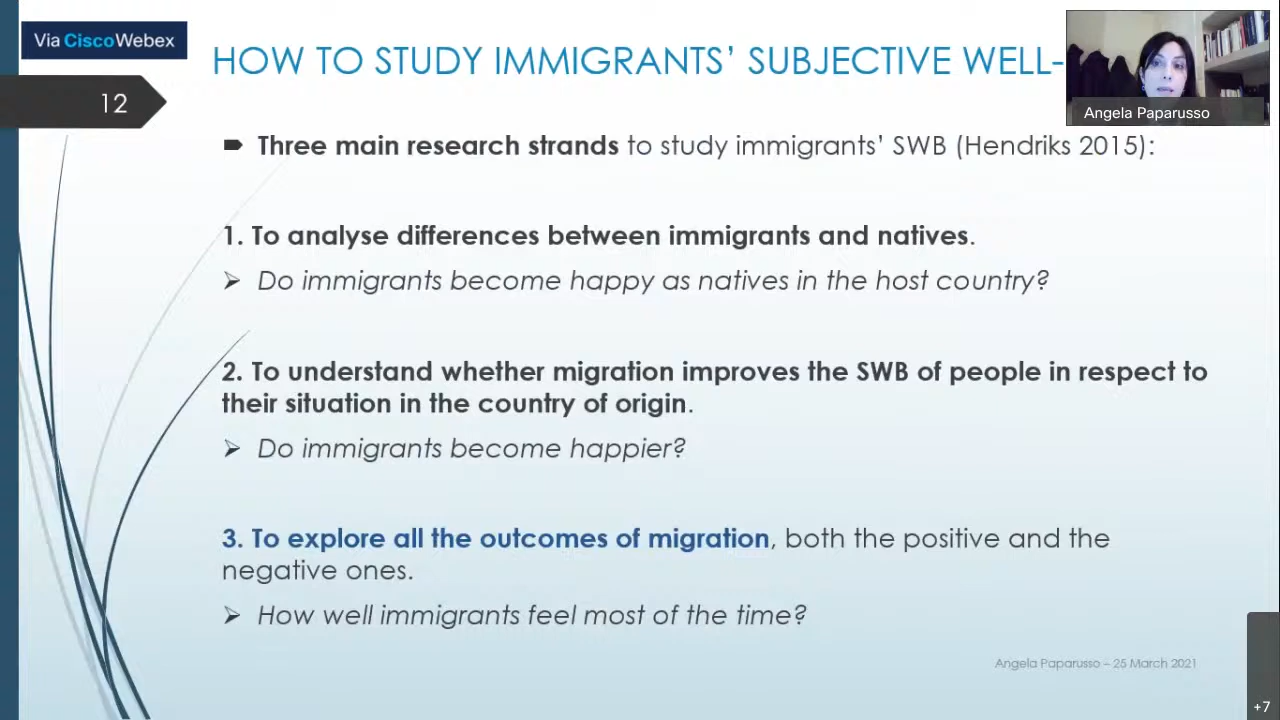 Via CiscoWebex
HOW TO STUDY IMMIGRANTS’ SUBJECTIVE WELL-
12
Angela Paparusso
Three main research strands to study immigrants’ SWB (Hendriks 2015):
1. To analyse differences between immigrants and natives.
Do immigrants become happy as natives in the host country?
2. To understand whether migration improves the SWB of people in respect to
their situation in the country of origin.
Do immigrants become happier?
3. To explore all the outcomes of migration, both the positive and the
negative ones.
How well immigrants feel most of the time?
Angela Paparusso – 25 March 2021
+7